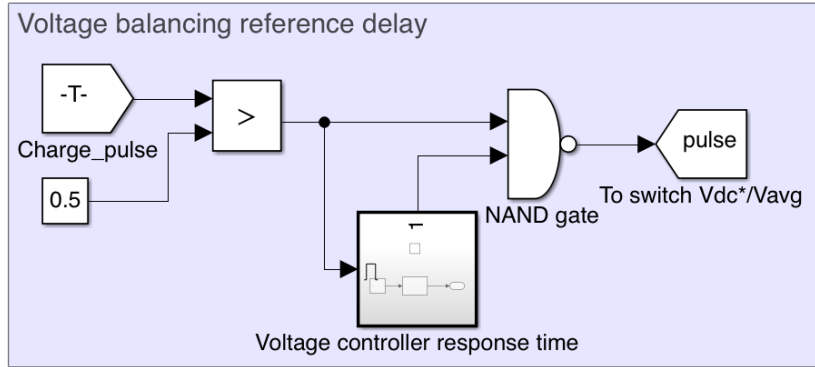 Voltage balancing reference delay
-T-
Charge_pulse
0.5
>
1
NAND gate
pulse
To switch Vdc*/Vavg
Voltage controller response time